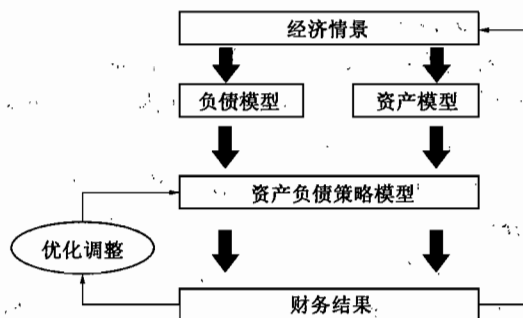 经济情景
负债模型
资产模型
资产负债策略模型
优化调整
财务结果